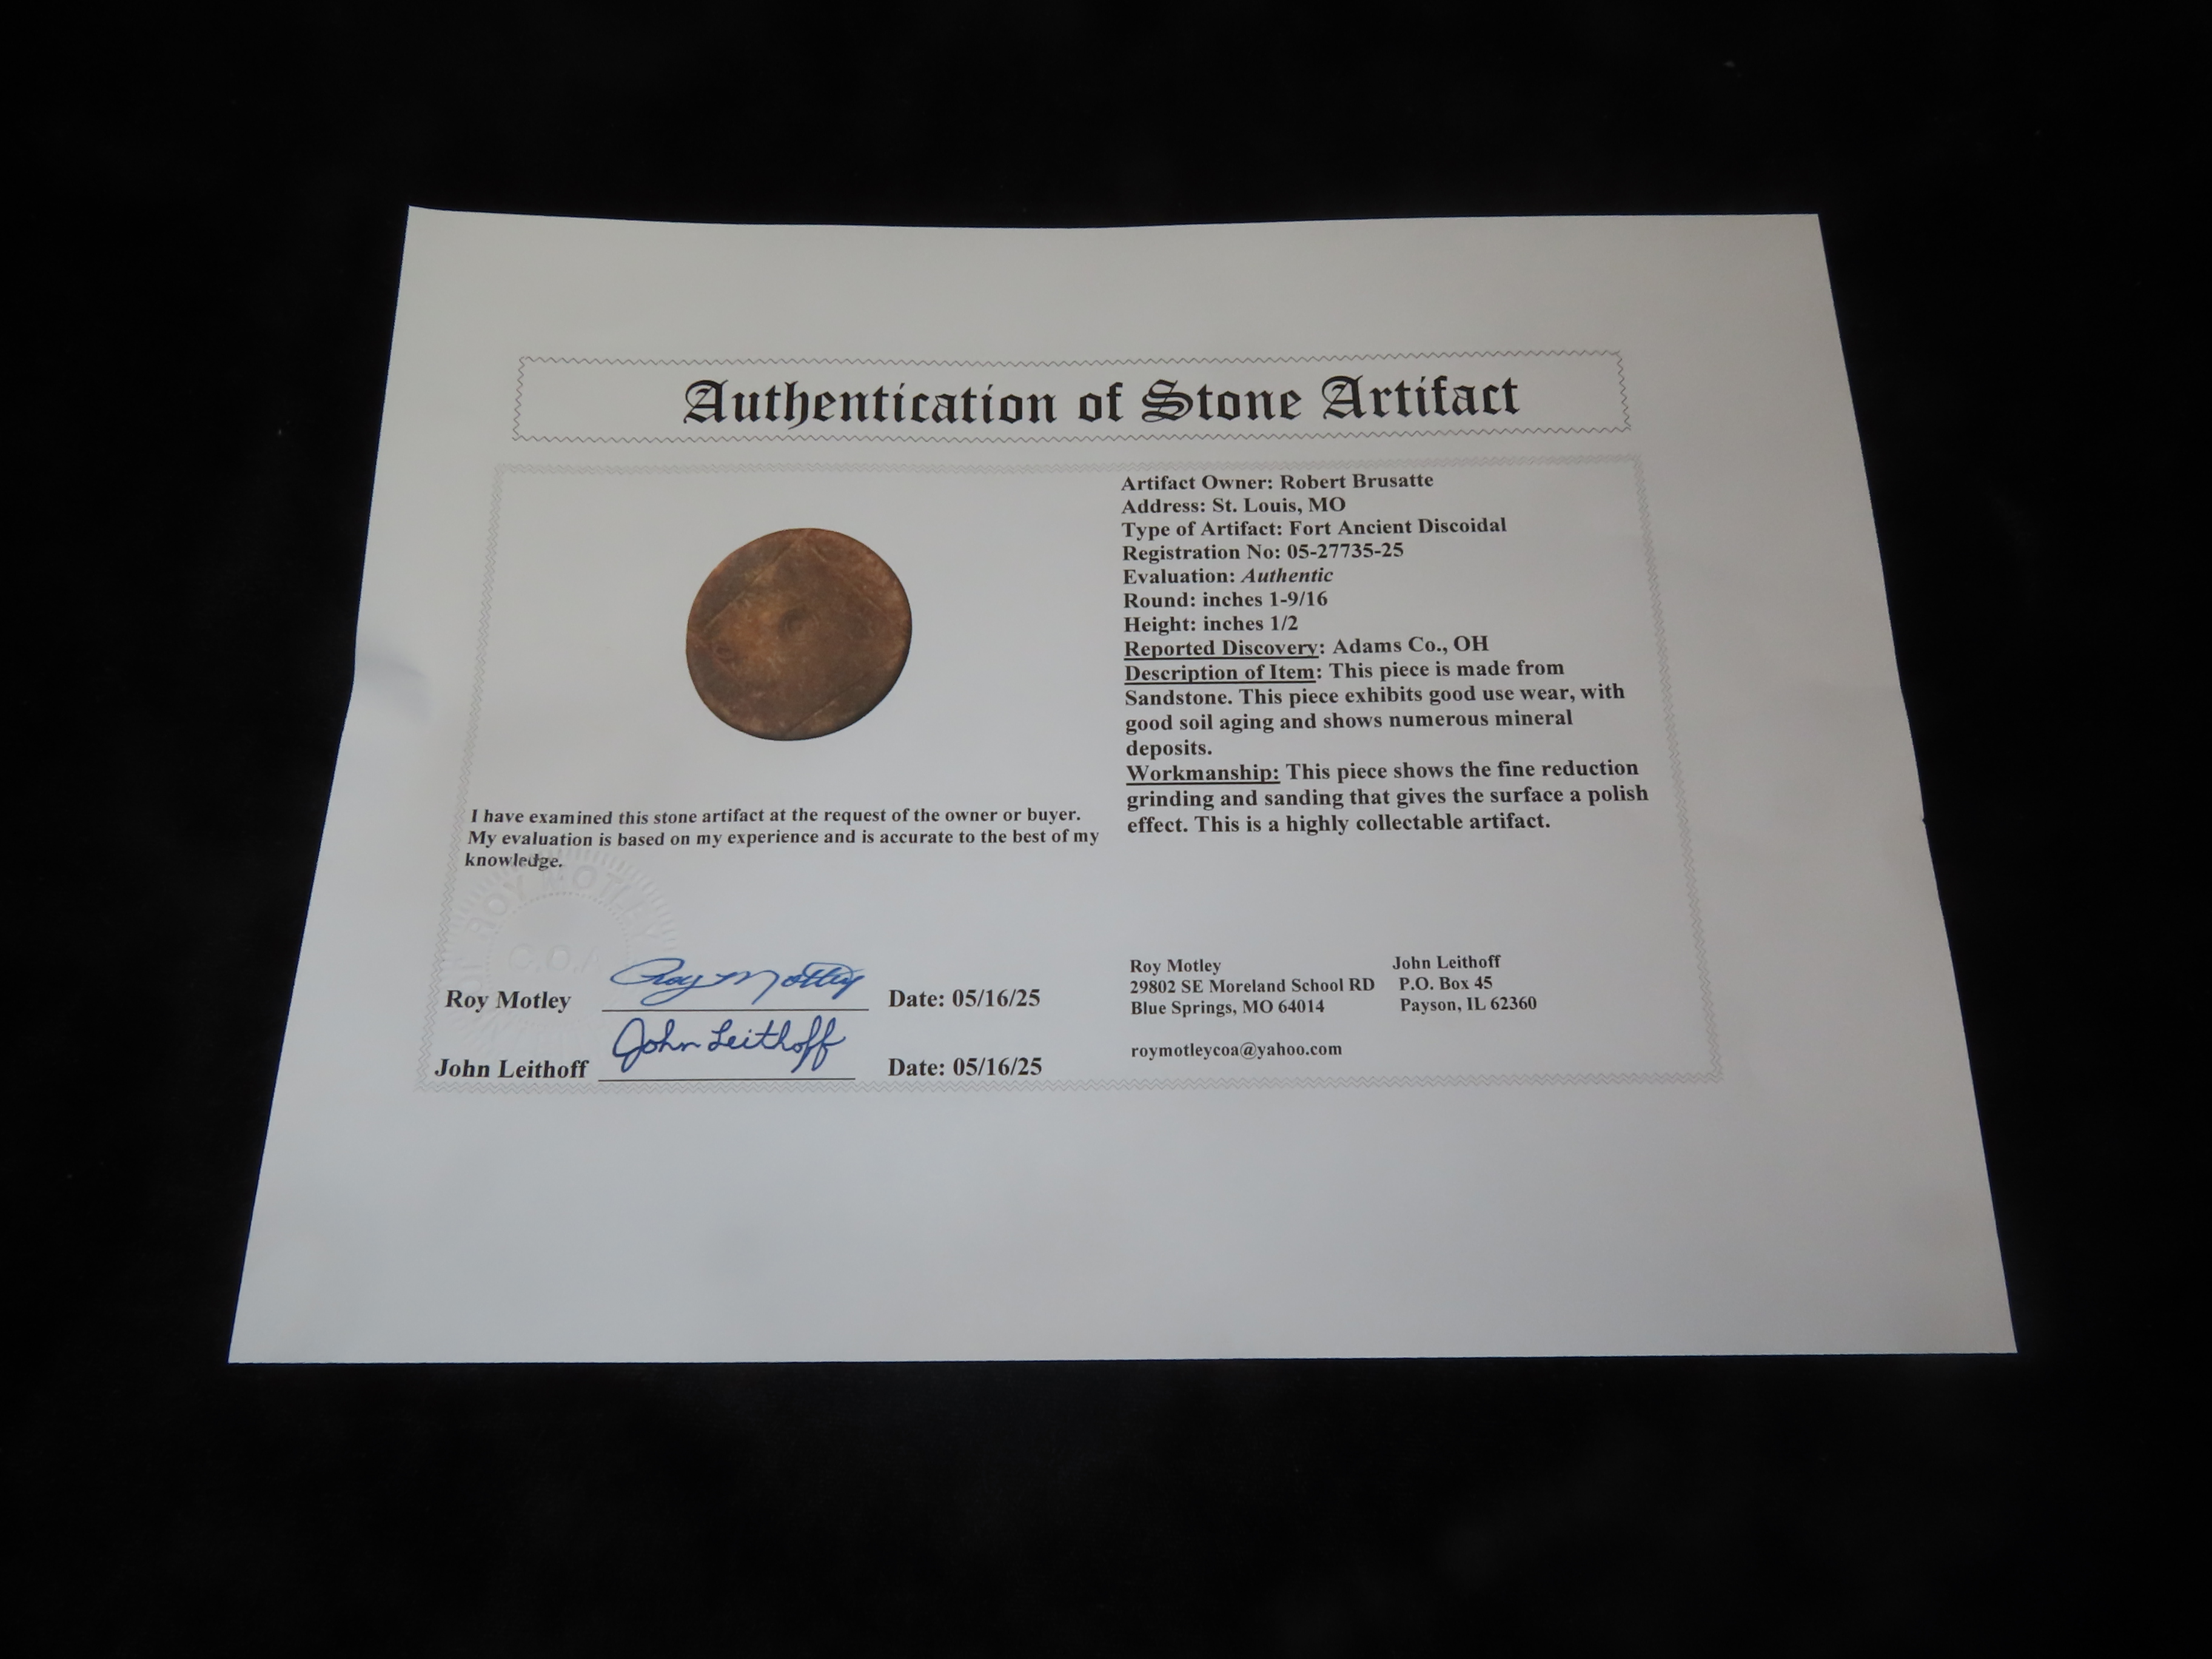 Authentication of Stone Artifact
Artifact Owner: Robert Brusatte
Address: St. Louis, MO
Type of Artifact: Fort Ancient Discoidal
Registration No: 05-27735-25
Evaluation: Authentic
Round: inches 1-9/16
Height: inches 1/2
Reported Discovery: Adams Co., OH
Description of Item: This piece is made from
Sandstone. This piece exhibits good use wear, with
good soil aging and shows numerous mineral
deposits.
Workmanship: This piece shows the fine reduction
grinding and sanding that gives the surface a polish
effect. This is a highly collectable artifact.
I have examined this stone artifact at the request of the owner or buyer.
My evaluation is based on my experience and is accurate to the best of my
knowledge.
ROY MOTLEY
C.O.A
Roy Motley Roy Motley Date: 05/16/25
John Leithoff John Leithoff Date: 05/16/25
Roy Motley John Leithoff
29802 SE Moreland School RD P.O. Box 45
Blue Springs, MO 64014 Payson, IL 62360
roymotleycoa@yahoo.com